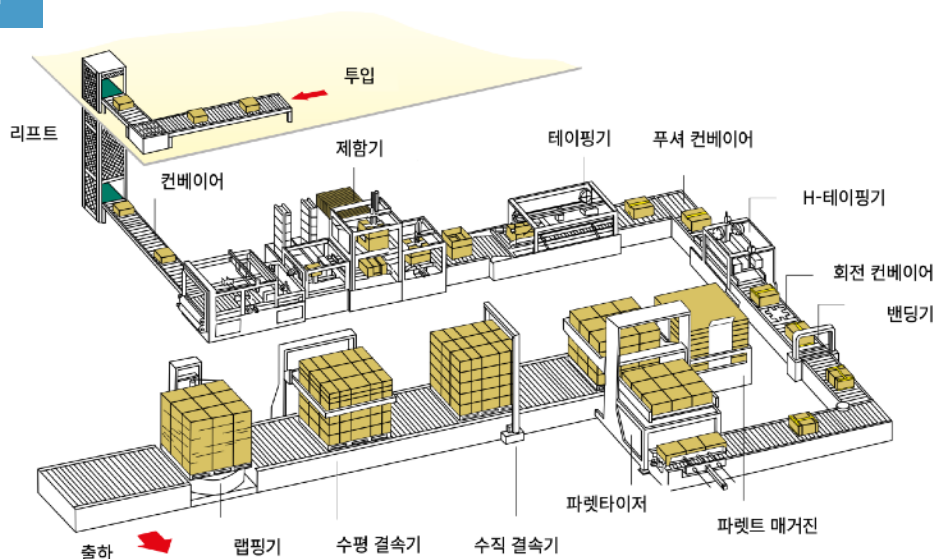 투입
리프트
제함기
테이핑기
푸셔 컨베이어
컨베이어
H-테이핑기
회전 컨베이어
밴딩기
파렛타이저
파렛트 매거진
출하
랩핑기
수평 결속기
수직 결속기